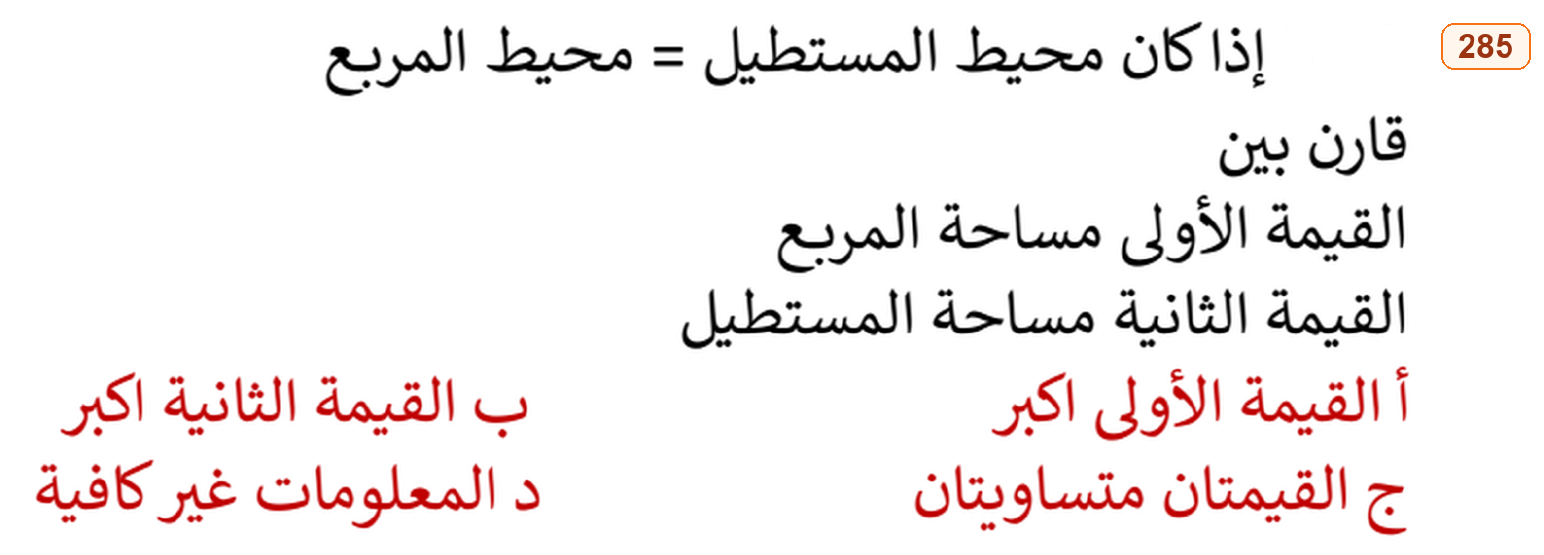 285
إذا كان محيط المستطيل = محيط المربع
قارن بين
القيمة الأولى مساحة المربع
القيمة الثانية مساحة المستطيل
أ القيمة الأولى اكبر ب القيمة الثانية اكبر
ج القيمتان متساويتان د المعلومات غير كافية